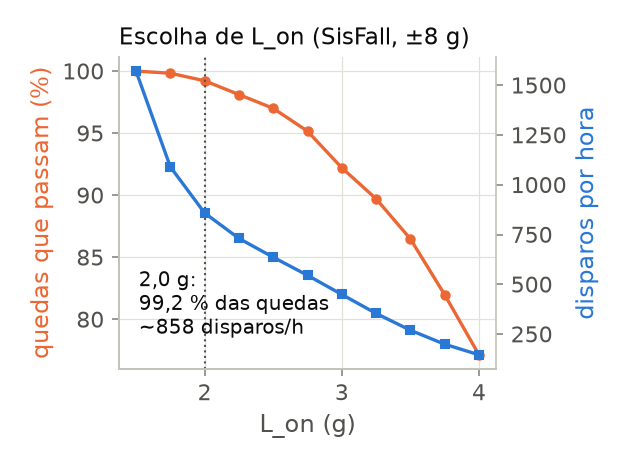 Escolha de L_on (SisFall, ±8 g)
quedas que passam (%)
100
95
90
85
80
1500
1250
1000
750
500
250
disparos por hora
2,0 g:
99,2 % das quedas
~858 disparos/h
2
3
4
L_on (g)